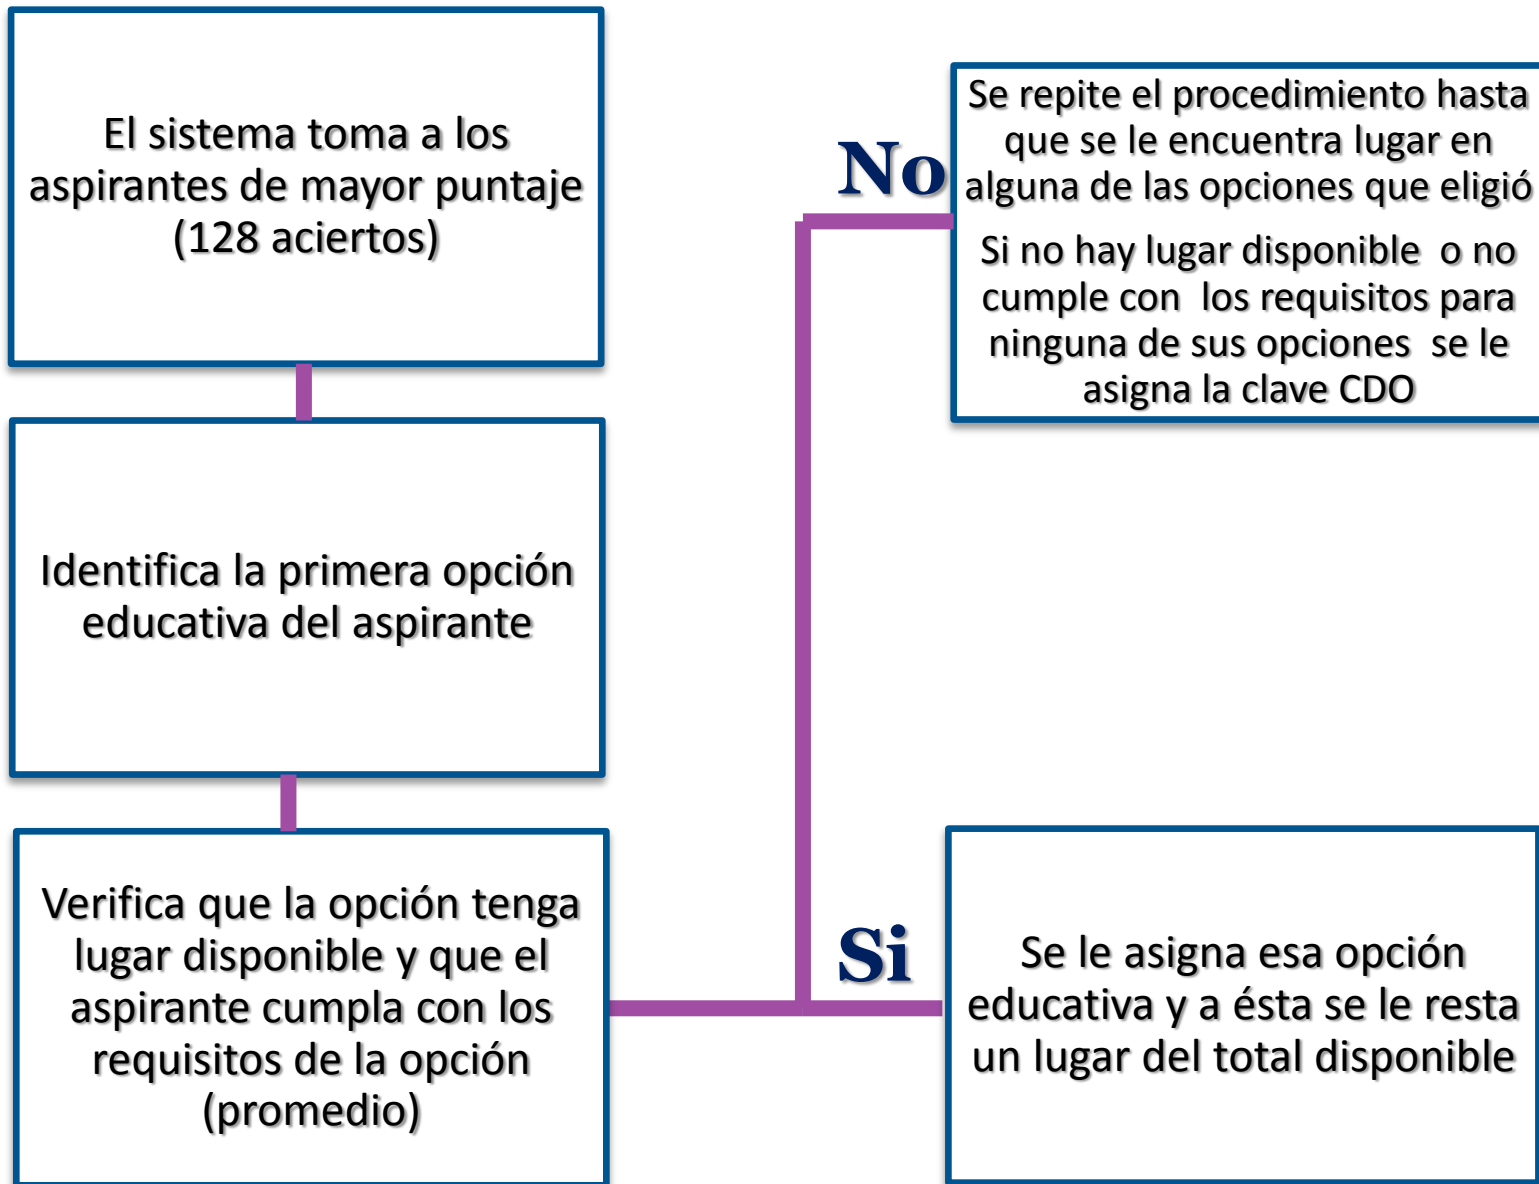 El sistema toma a los
aspirantes de mayor puntaje
(128 aciertos)
Identifica la primera opción
educativa del aspirante
Verifica que la opción tenga
lugar disponible y que el
aspirante cumpla con los
requisitos de la opción
(promedio)
No
Se repite el procedimiento hasta
que se le encuentra lugar en
alguna de las opciones que eligió
Si no hay lugar disponible o no
cumple con los requisitos para
ninguna de sus opciones se le
asigna la clave CDO
Si
Se le asigna esa opción
educativa y a ésta se le resta
un lugar del total disponible